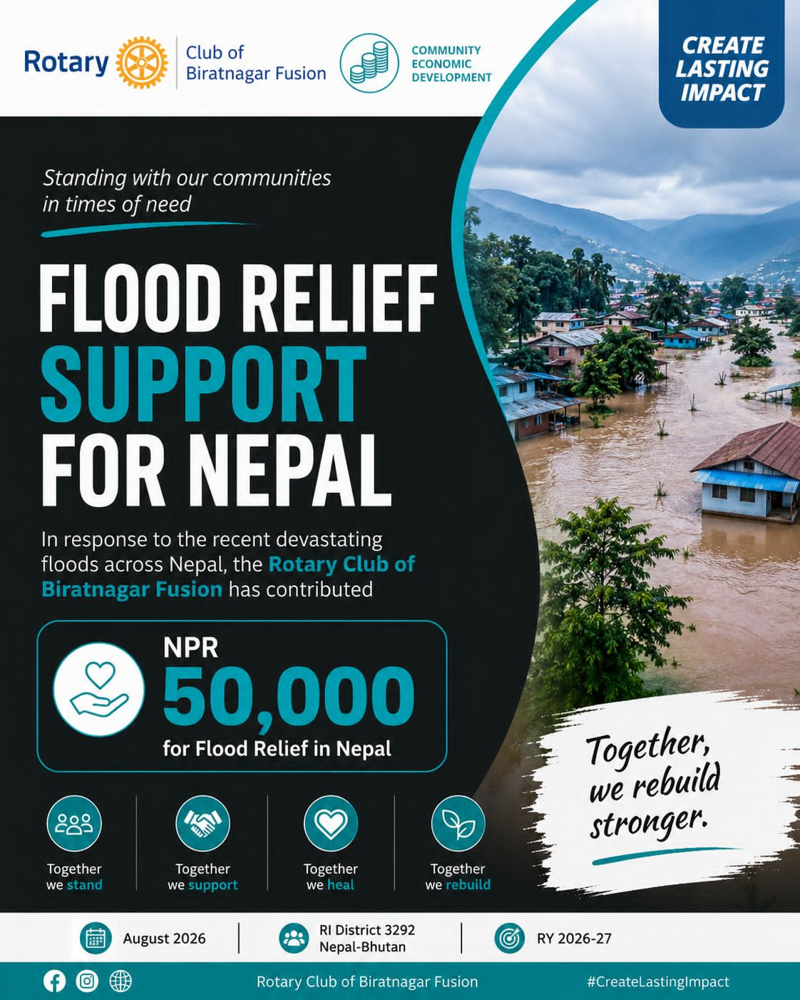 Rotary
Club of
Biratnagar Fusion
COMMUNITY
ECONOMIC
DEVELOPMENT
CREATE
LASTING
IMPACT
Standing with our communities
in times of need
FLOOD RELIEF
SUPPORT
FOR NEPAL
In response to the recent devastating
floods across Nepal, the Rotary Club of
Biratnagar Fusion has contributed
NPR
50,000
for Flood Relief in Nepal
Together,
we rebuild
stronger.
Together
we stand
Together
we support
Together
we heal
Together
we rebuild
August 2026
RI District 3292
Nepal-Bhutan
RY 2026-27
Rotary Club of Biratnagar Fusion
#CreateLastingImpact